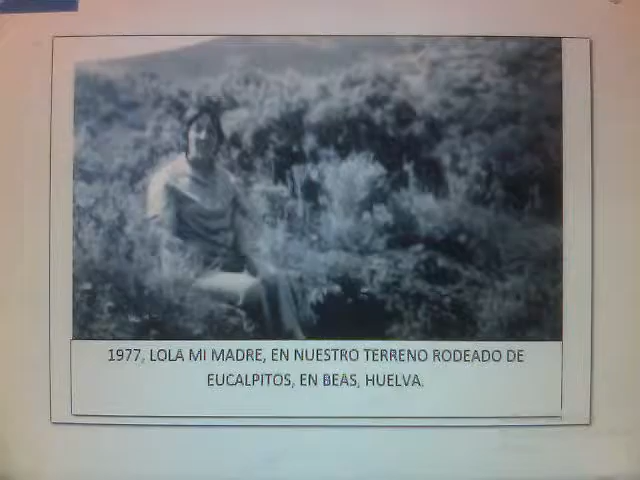 1977, LOLA MI MADRE, EN NUESTRO TERRENO RODEADO DE
EUCALPITOS, EN BEAS, HUELVA.